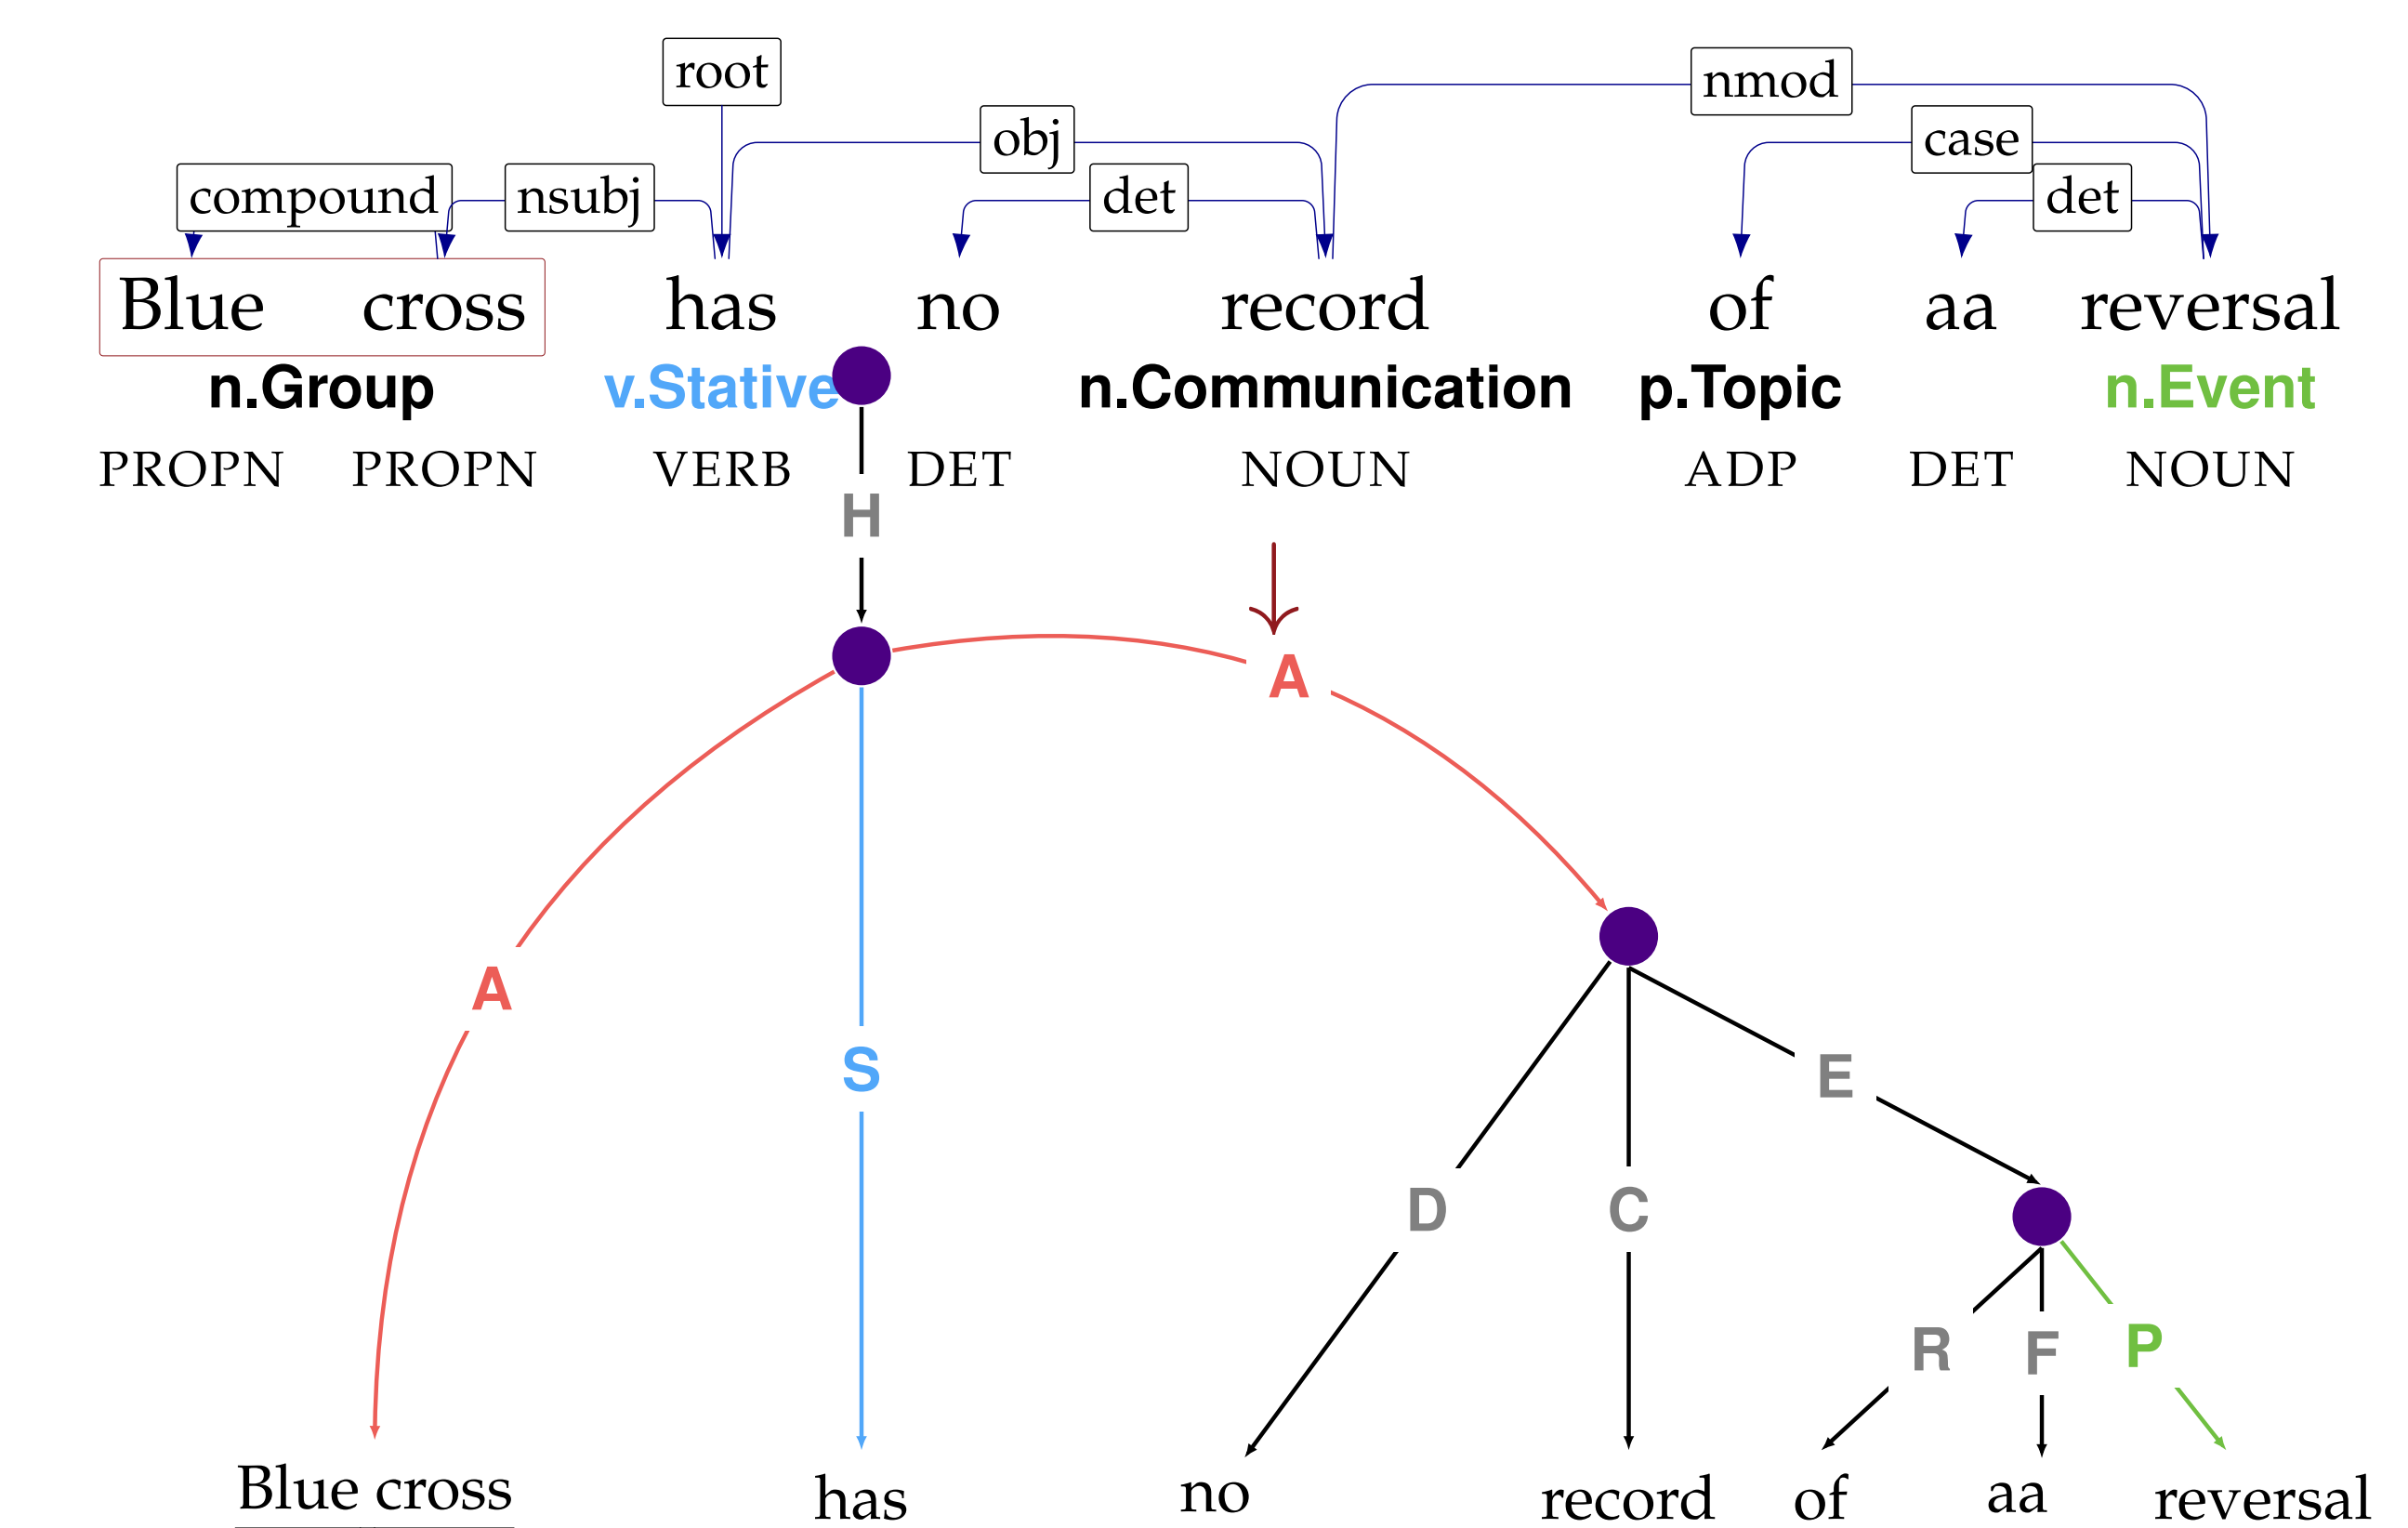 root
nmod
obj
case
compound nsubj det det
Blue cross has no record of aa reversal
n.Group v.Stative n.Communication p.Topic n.Event
PROPN PROPN VERB DET NOUN ADP DET NOUN
H
A
A
S
E
D C
R F P
Blue cross has no record of aa reversal